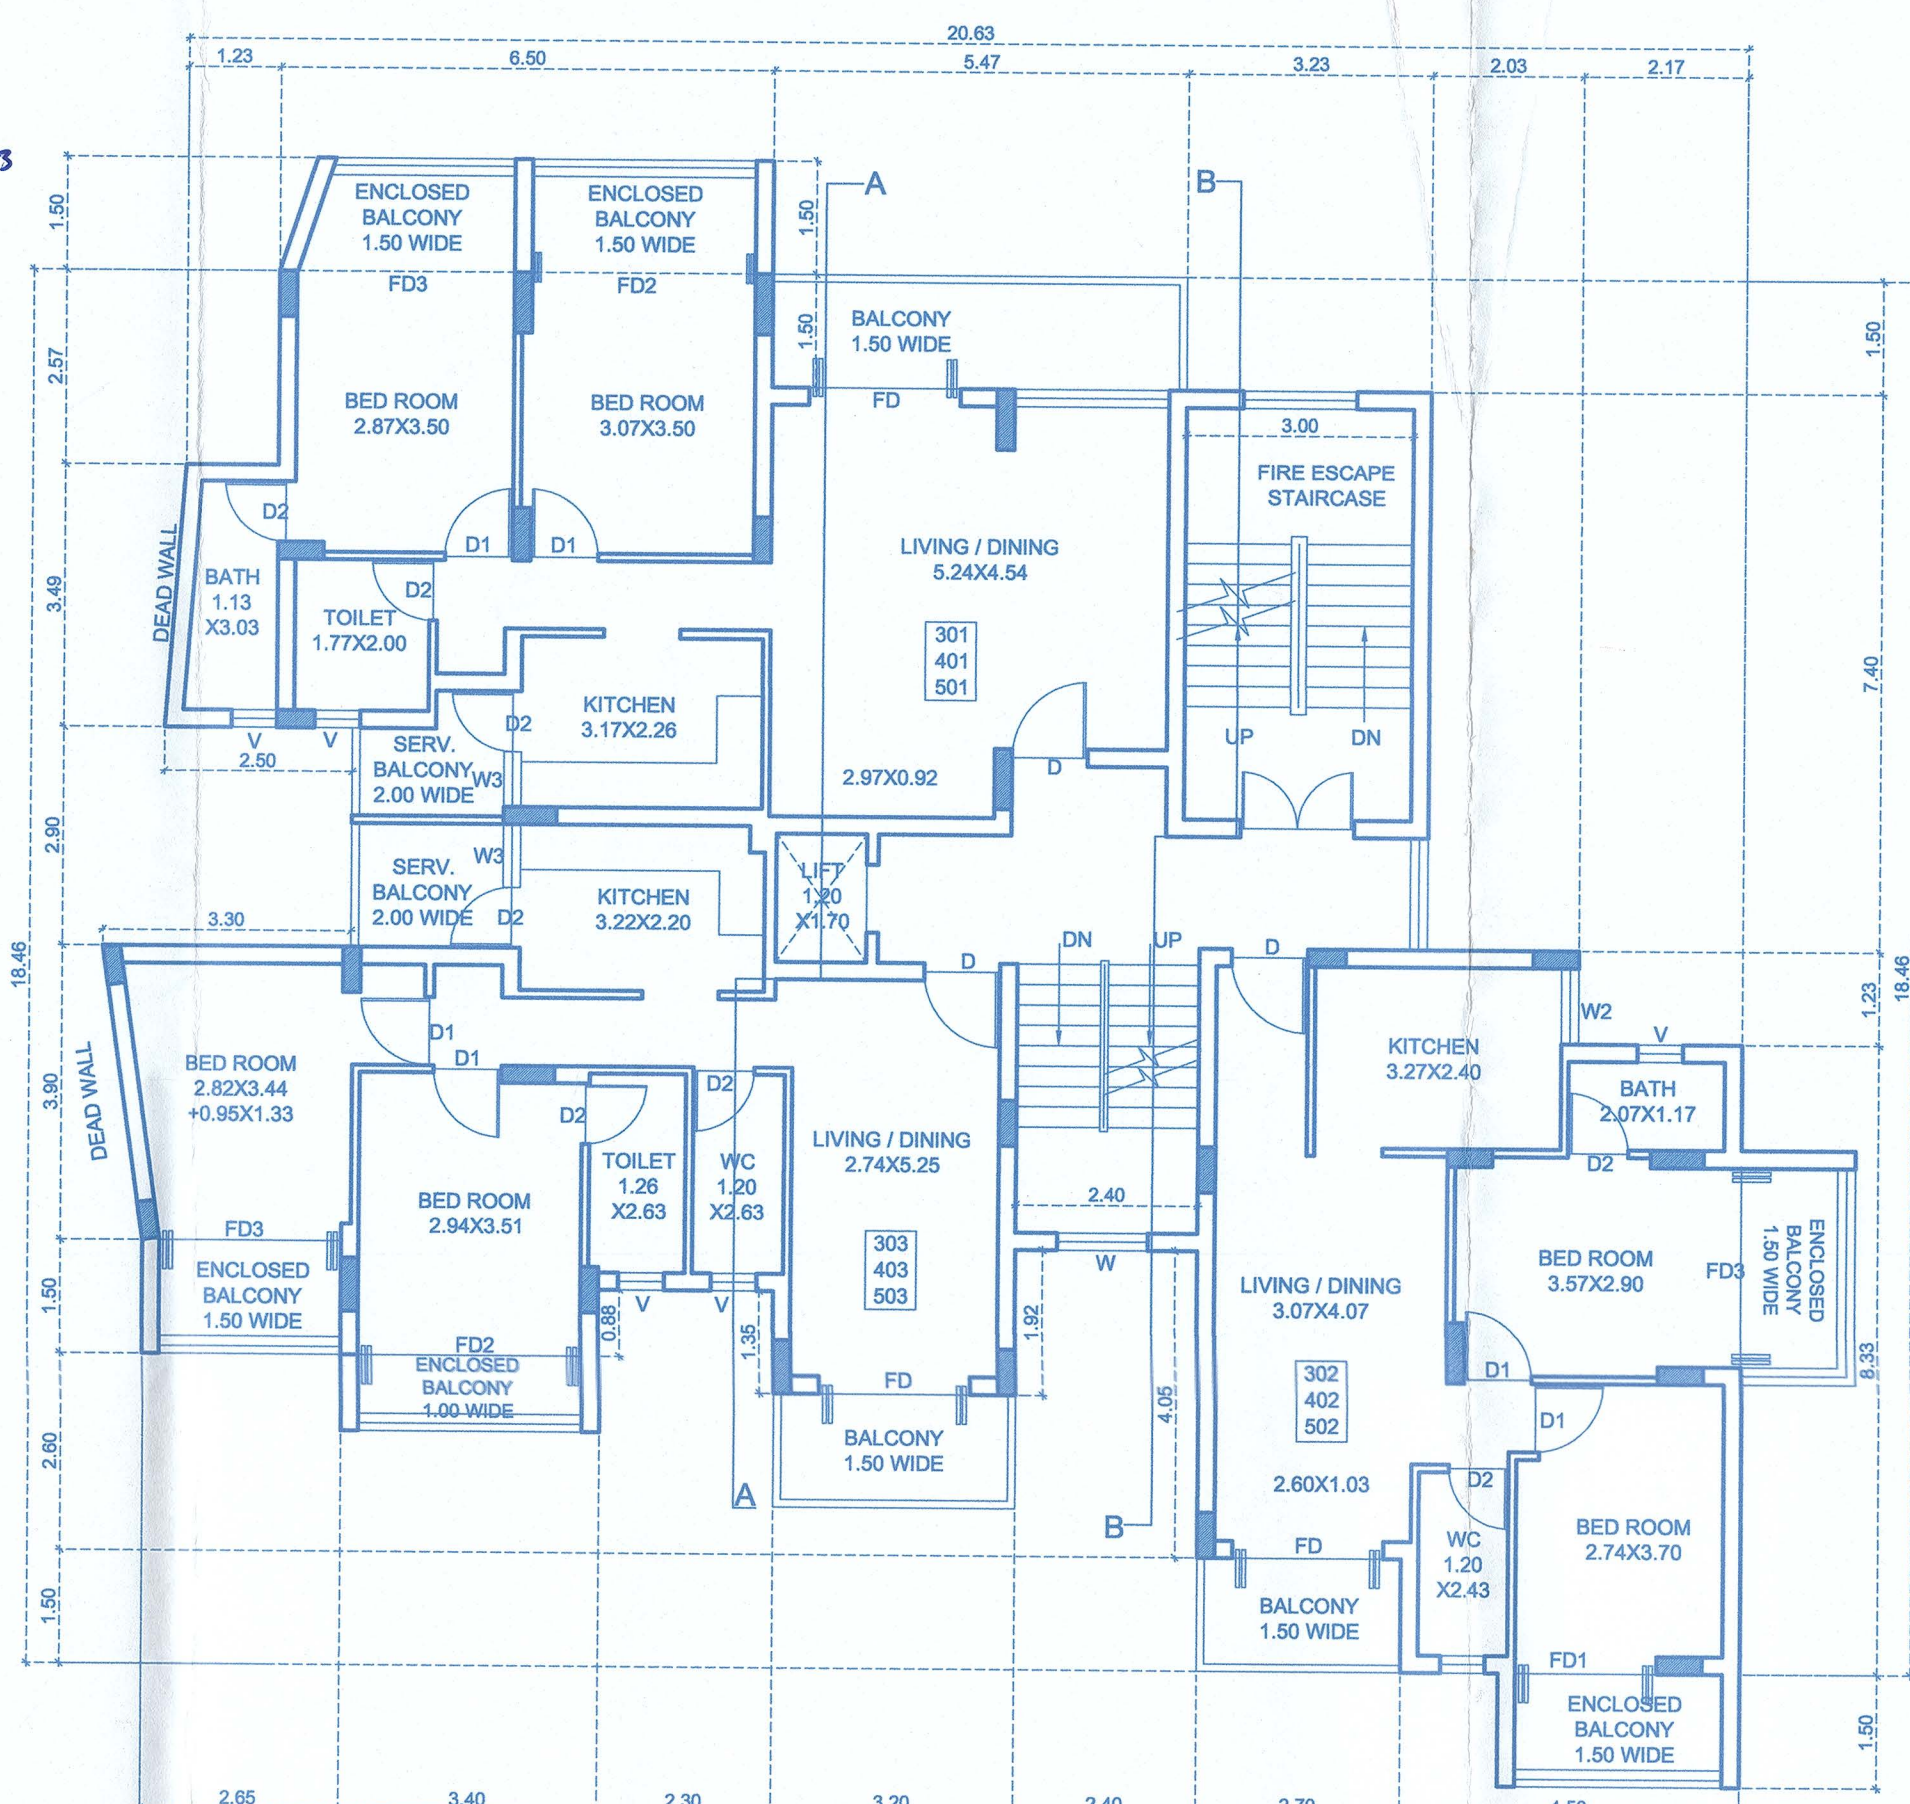 20.63
1.23
6.50
5.47
3.23
2.03
2.17
A
B
1.50
ENCLOSED
BALCONY
1.50 WIDE
ENCLOSED
BALCONY
1.50 WIDE
1.50
FD3
FD2
1.50
BALCONY
1.50 WIDE
1.50
2.57
BED ROOM
2.87X3.50
BED ROOM
3.07X3.50
FD
3.00
FIRE ESCAPE
STAIRCASE
D2
D1
D1
LIVING / DINING
5.24X4.54
DEAD WALL
3.49
BATH
1.13
X3.03
D2
TOILET
1.77X2.00
301
401
501
7.40
KITCHEN
3.17X2.26
D2
V
V
2.50
SERV.
BALCONY
2.00 WIDE
W3
2.97X0.92
D
UP
DN
2.90
W3
SERV.
BALCONY
2.00 WIDE
D2
KITCHEN
3.22X2.20
LIFT
1.20
X1.70
3.30
18.46
DN
UP
D
D
18.46
1.23
W2
V
D1
D1
DEAD WALL
3.90
BED ROOM
2.82X3.44
+0.95X1.33
D2
D2
KITCHEN
3.27X2.40
BATH
2.07X1.17
D2
LIVING / DINING
2.74X5.25
TOILET
1.26
X2.63
WC
1.20
X2.63
BED ROOM
2.94X3.51
2.40
W
FD3
303
403
503
ENCLOSED
BALCONY
1.50 WIDE
1.50
V
V
0.88
1.35
1.92
LIVING / DINING
3.07X4.07
BED ROOM
3.57X2.90
FD3
ENCLOSED
BALCONY
1.50 WIDE
8.33
FD2
ENCLOSED
BALCONY
1.00 WIDE
FD
302
402
502
D1
D1
4.05
2.60
BALCONY
1.50 WIDE
A
B
2.60X1.03
D2
FD
WC
1.20
X2.43
BED ROOM
2.74X3.70
1.50
BALCONY
1.50 WIDE
FD1
ENCLOSED
BALCONY
1.50 WIDE
1.50
2.65
3.40
2.30
3.20
2.40
2.70